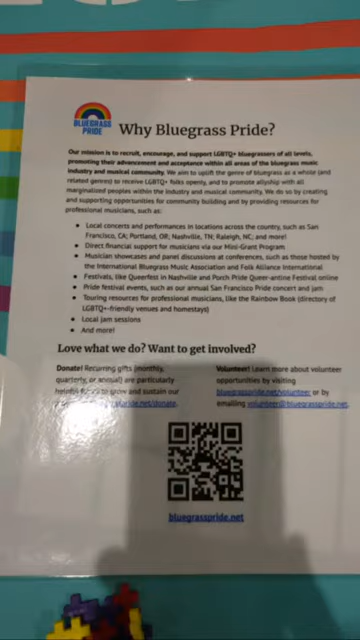 BLUEGRASS
PRIDE
Why Bluegrass Pride?
Our mission is to recruit, encourage, and support LGBTQ+ bluegrassers of all levels,
promoting their advancement and acceptance within all areas of the bluegrass music
industry and musical community. We aim to uplift the genre of bluegrass as a whole (and
related genres) to receive LGBTQ+ folks openly, and to promote allyship with all
marginalized peoples within the industry and musical community. We do so by creating
and supporting opportunities for community building and by providing resources for
professional musicians, such as:
• Local concerts and performances in locations across the country, such as San
Francisco, CA; Portland, OR; Nashville, TN; Raleigh, NC; and more!
• Direct financial support for musicians via our Mini-Grant Program
• Musician showcases and panel discussions at conferences, such as those hosted by
the International Bluegrass Music Association and Folk Alliance International
• Festivals, like Queerfest in Nashville and Porch Pride Queer-antine Festival online
• Pride festival events, such as our annual San Francisco Pride concert and jam
• Touring resources for professional musicians, like the Rainbow Book (directory of
LGBTQ+-friendly venues and homestays)
• Local jam sessions
• And more!
Love what we do? Want to get involved?
Donate! Recurring gifts (monthly,
quarterly, or annual) are particularly
helpful for us to grow and sustain our
pride.net/donate.
Volunteer! Learn more about volunteer
opportunities by visiting
bluegrasspride.net/volunteer or by
emailing volunteer@bluegrasspride.net.
bluegrasspride.net